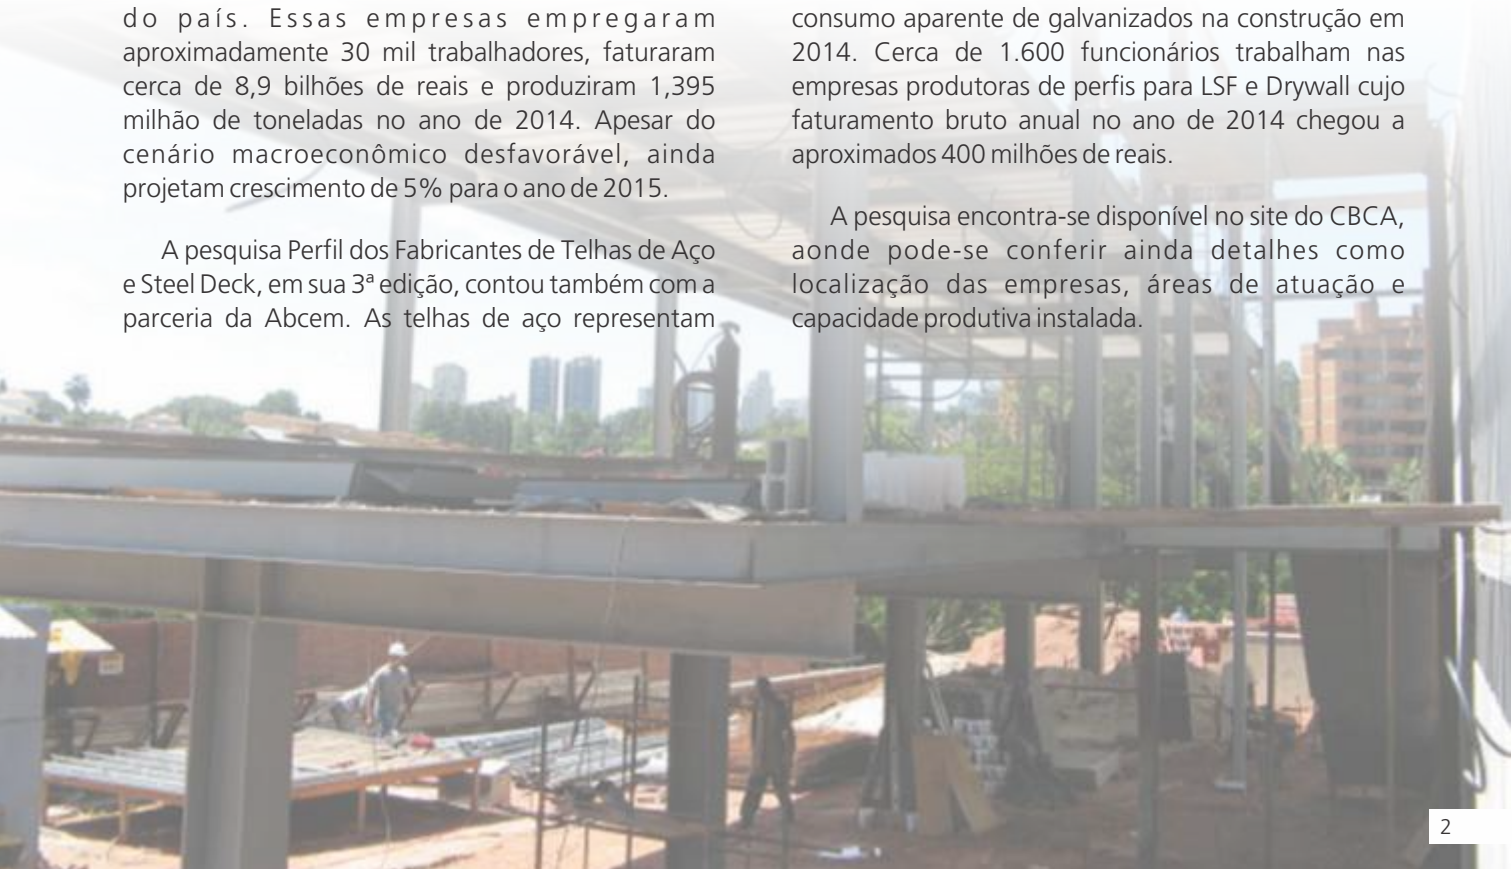 do país. Essas empresas empregaram
aproximadamente 30 mil trabalhadores, faturaram
cerca de 8,9 bilhões de reais e produziram 1,395
milhão de toneladas no ano de 2014. Apesar do
cenário macroeconômico desfavorável, ainda
projetam crescimento de 5% para o ano de 2015.
A pesquisa Perfil dos Fabricantes de Telhas de Aço
e Steel Deck, em sua 3ª edição, contou também com a
parceria da Abcem. As telhas de aço representam
consumo aparente de galvanizados na construção em
2014. Cerca de 1.600 funcionários trabalham nas
empresas produtoras de perfis para LSF e Drywall cujo
faturamento bruto anual no ano de 2014 chegou a
aproximados 400 milhões de reais.
A pesquisa encontra-se disponível no site do CBCA,
aonde pode-se conferir ainda detalhes como
localização das empresas, áreas de atuação e
capacidade produtiva instalada.
2